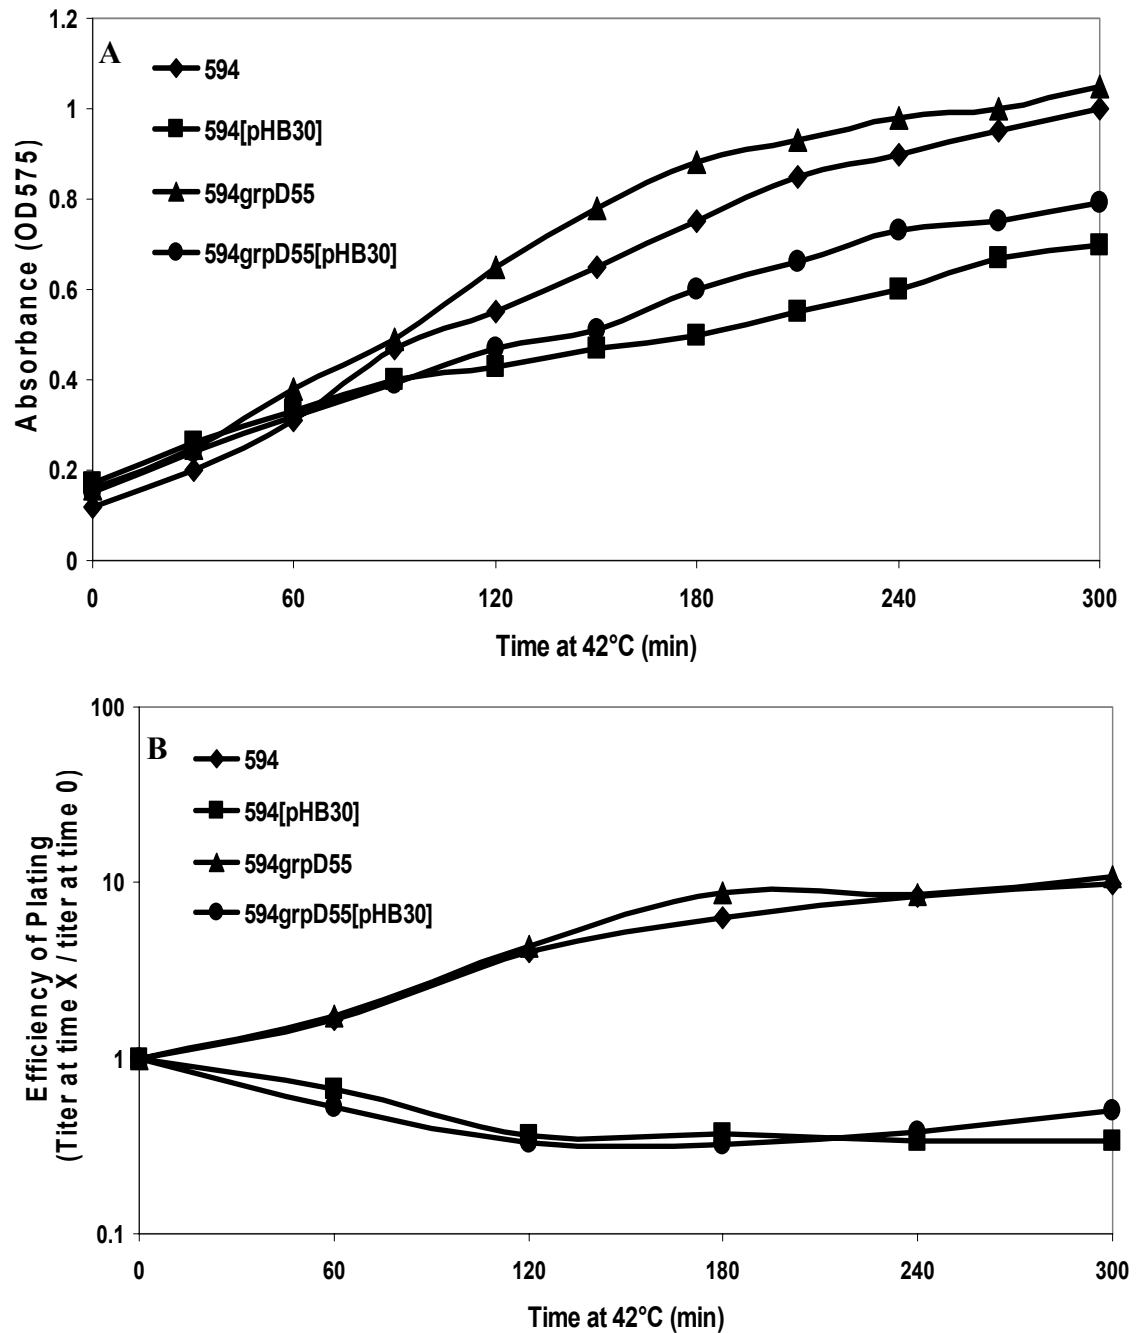 A
594
594[pHB30]
594grpD55
594grpD55[pHB30]
Absorbance (OD575)
1.2
1
0.8
0.6
0.4
0.2
0
0 60 120 180 240 300
Time at 42°C (min)
B
594
594[pHB30]
594grpD55
594grpD55[pHB30]
Efficiency of Plating
(Titer at time X / titer at time 0)
100
10
1
0.1
0 60 120 180 240 300
Time at 42°C (min)